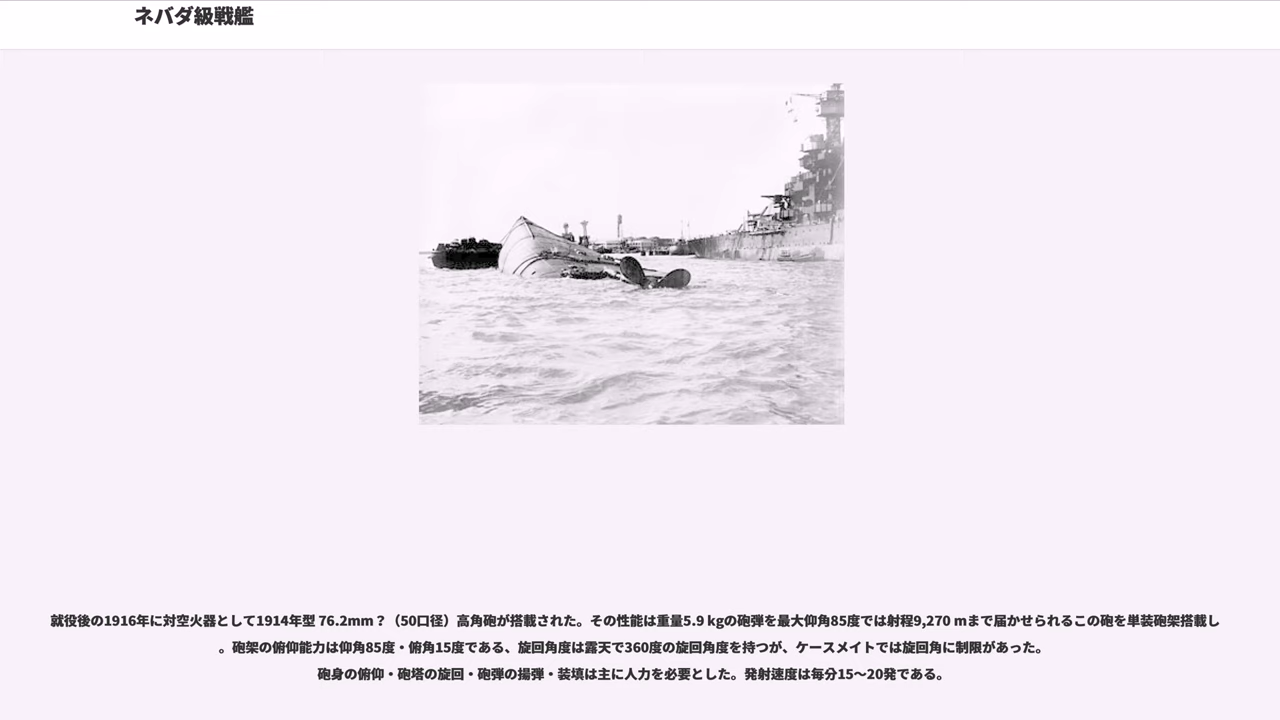 ネバダ級戦艦
就役後の1916年に対空火器として1914年型 76.2mm？（50口径）高角砲が搭載された。その性能は重量5.9 kgの砲弾を最大仰角85度では射程9,270 mまで届かせられるこの砲を単装砲架搭載し
。砲架の俯仰能力は仰角85度・俯角15度である、旋回角度は露天で360度の旋回角度を持つが、ケースメイトでは旋回角に制限があった。
砲身の俯仰・砲塔の旋回・砲弾の揚弾・装填は主に人力を必要とした。発射速度は毎分15〜20発である。